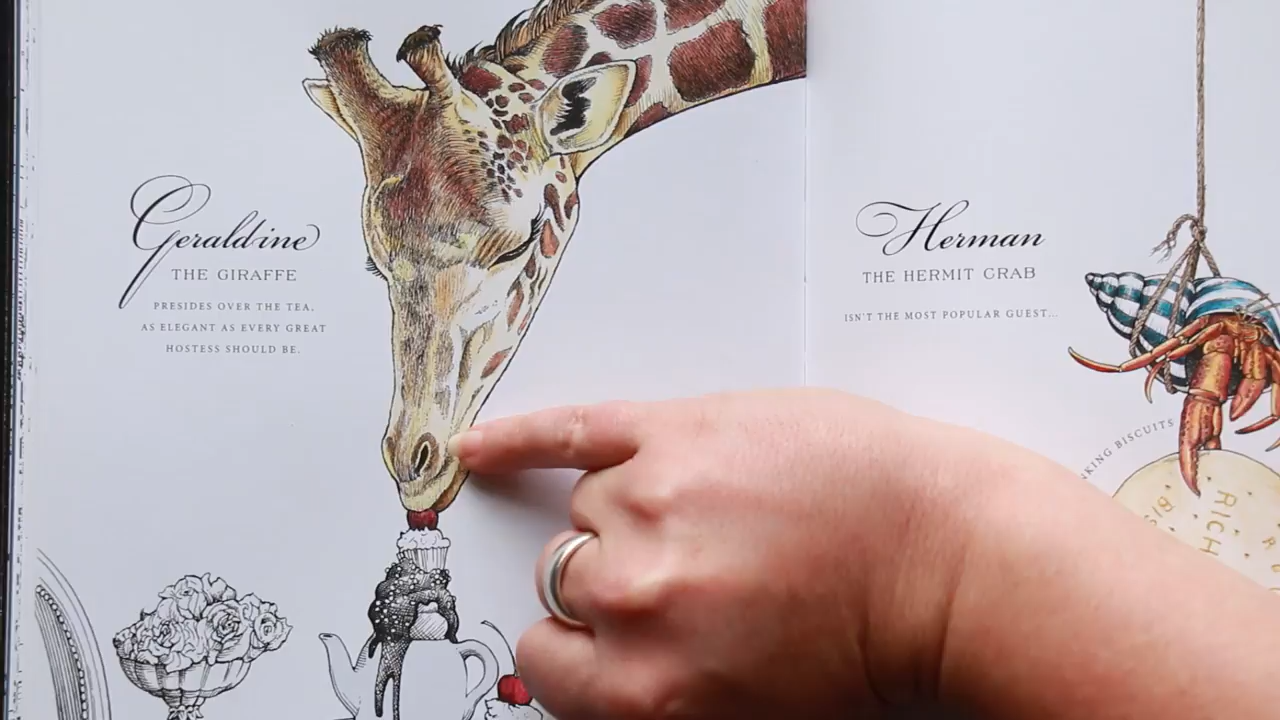 Geraldine
THE GIRAFFE
PRESIDES OVER THE TEA,
AS ELEGANT AS EVERY GREAT
HOSTESS SHOULD BE.
Herman
THE HERMIT CRAB
ISN'T THE MOST POPULAR GUEST...
BISCUITS
RICH